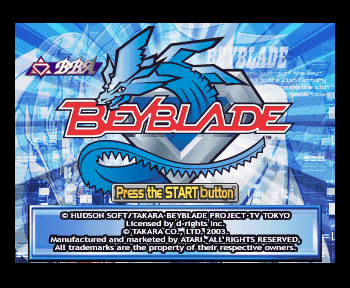 BBA
BEYBLADE
BEYBLADE
TM
Press the START button
© HUDSON SOFT/TAKARA·BEYBLADE PROJECT·TV TOKYO
Licensed by d-rights Inc.
© TAKARA CO., LTD. 2003.
Manufactured and marketed by ATARI. ALL RIGHTS RESERVED.
All trademarks are the property of their respective owners.